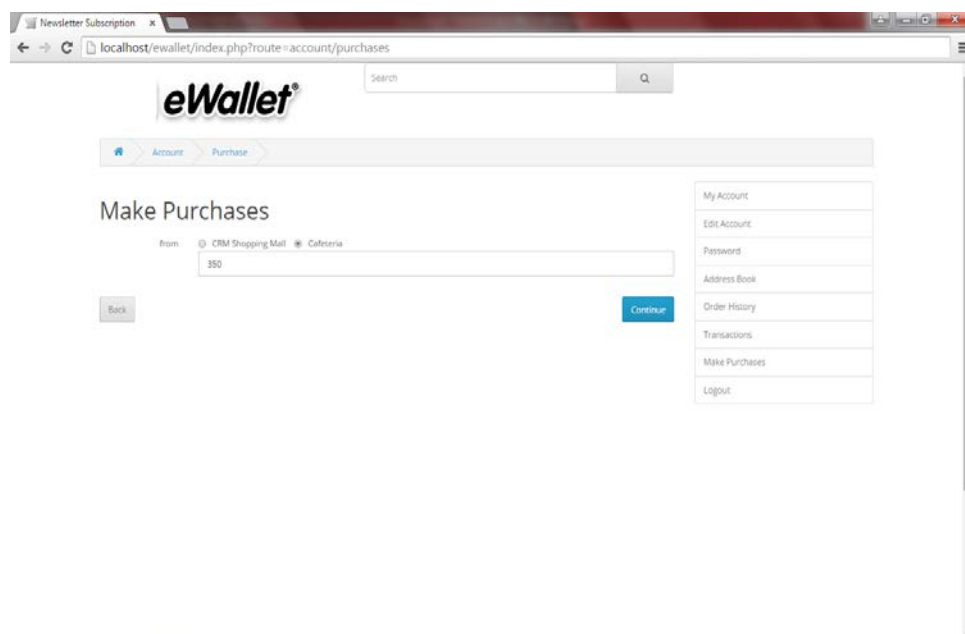 Newsletter Subscription
localhost/ewallet/index.php?route=account/purchases
eWallet®
Search
Account Purchase
Make Purchases
from CRM Shopping Mall Cafeteria
350
Back
Continue
My Account
Edit Account
Password
Address Book
Order History
Transactions
Make Purchases
Logout